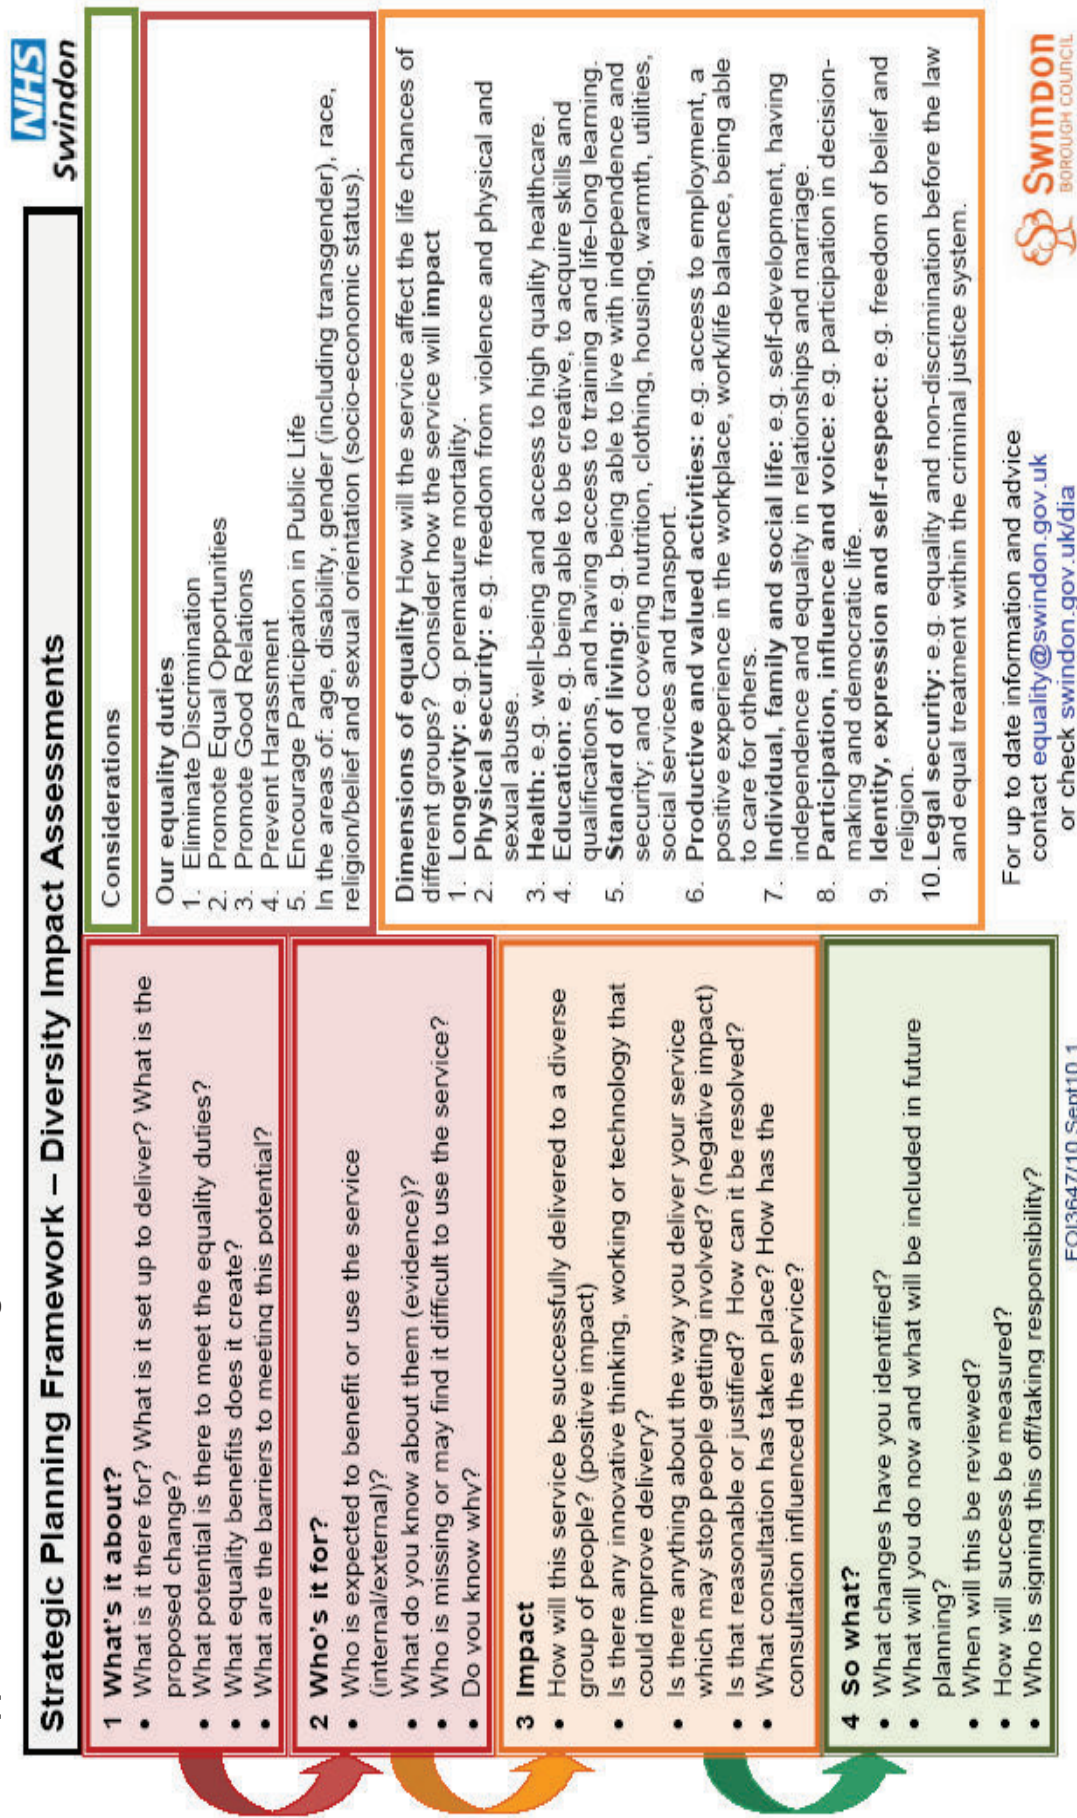 NHS
Swindon
Strategic Planning Framework – Diversity Impact Assessments
1 What's it about?
• What is it there for? What is it set up to deliver? What is the
proposed change?
• What potential is there to meet the equality duties?
• What equality benefits does it create?
• What are the barriers to meeting this potential?
2 Who's it for?
• Who is expected to benefit or use the service
(internal/external)?
• What do you know about them (evidence)?
• Who is missing or may find it difficult to use the service?
• Do you know why?
3 Impact
• How will this service be successfully delivered to a diverse
group of people? (positive impact)
• Is there any innovative thinking, working or technology that
could improve delivery?
• Is there anything about the way you deliver your service
which may stop people getting involved? (negative impact)
• Is that reasonable or justified? How can it be resolved?
• What consultation has taken place? How has the
consultation influenced the service?
4 So what?
• What changes have you identified?
• What will you do now and what will be included in future
planning?
• When will this be reviewed?
• How will success be measured?
• Who is signing this off/taking responsibility?
Considerations
Our equality duties
1. Eliminate Discrimination
2. Promote Equal Opportunities
3. Promote Good Relations
4. Prevent Harassment
5. Encourage Participation in Public Life
In the areas of: age, disability, gender (including transgender), race,
religion/belief and sexual orientation (socio-economic status).
Dimensions of equality How will the service affect the life chances of
different groups? Consider how the service will impact
1. Longevity: e.g. premature mortality.
2. Physical security: e.g. freedom from violence and physical and
sexual abuse.
3. Health: e.g. well-being and access to high quality healthcare.
4. Education: e.g. being able to be creative, to acquire skills and
qualifications, and having access to training and life-long learning.
5. Standard of living: e.g. being able to live with independence and
security; and covering nutrition, clothing, housing, warmth, utilities,
social services and transport.
6. Productive and valued activities: e.g. access to employment, a
positive experience in the workplace, work/life balance, being able
to care for others.
7. Individual, family and social life: e.g. self-development, having
independence and equality in relationships and marriage.
8. Participation, influence and voice: e.g. participation in decision-
making and democratic life.
9. Identity, expression and self-respect: e.g. freedom of belief and
religion.
10. Legal security: e.g. equality and non-discrimination before the law
and equal treatment within the criminal justice system.
For up to date information and advice
contact equality@swindon.gov.uk
or check swindon.gov.uk/dia
Swindon
BOROUGH COUNCIL
FOI3647/10 Sept10 1